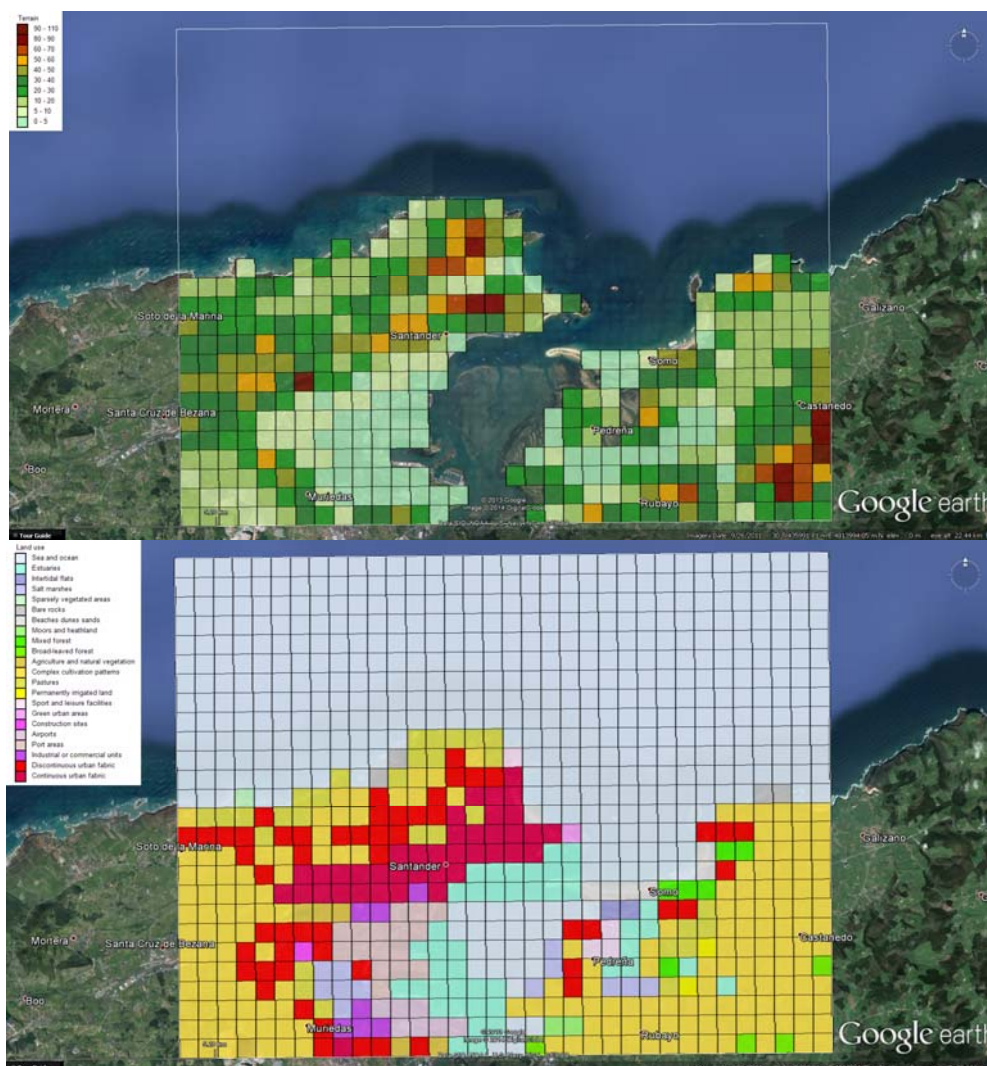 Terrain
90 - 110
80 - 90
60 - 70
50 - 60
40 - 50
30 - 40
20 - 30
10 - 20
5 - 10
0 - 5
Galizano
Soto de la Marina
Santander
Somo
Mortera
Santa Cruz de Bezana
Castanedo
Pedreña
Boo
Muriedas
Rubayo
© 2015 Google
Google earth
Tour Guide
Land use
Sea and ocean
Estuaries
Intertidal flats
Salt marshes
Sparsely vegetated areas
Bare rocks
Beaches dunes sands
Moors and heathland
Mixed forest
Broad-leaved forest
Agriculture and natural vegetation
Complex cultivation patterns
Pastures
Permanently irrigated land
Sport and leisure facilities
Green urban areas
Construction sites
Airports
Port areas
Industrial or commercial units
Discontinuous urban fabric
Continuous urban fabric
Galizano
Soto de la Marina
Santander
Somo
Mortera
Santa Cruz de Bezana
Castanedo
Pedreña
Boo
Muriedas
Rubayo
Google earth